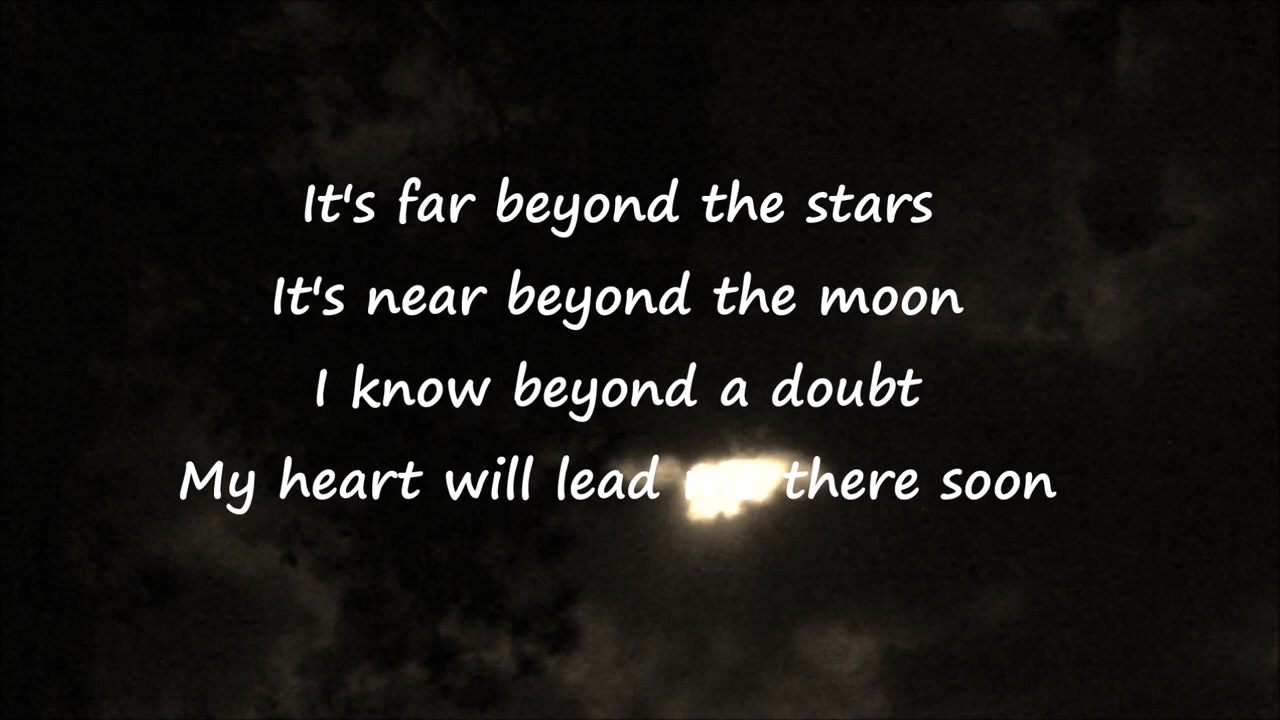 It's far beyond the stars
It's near beyond the moon
I know beyond a doubt
My heart will lead me there soon